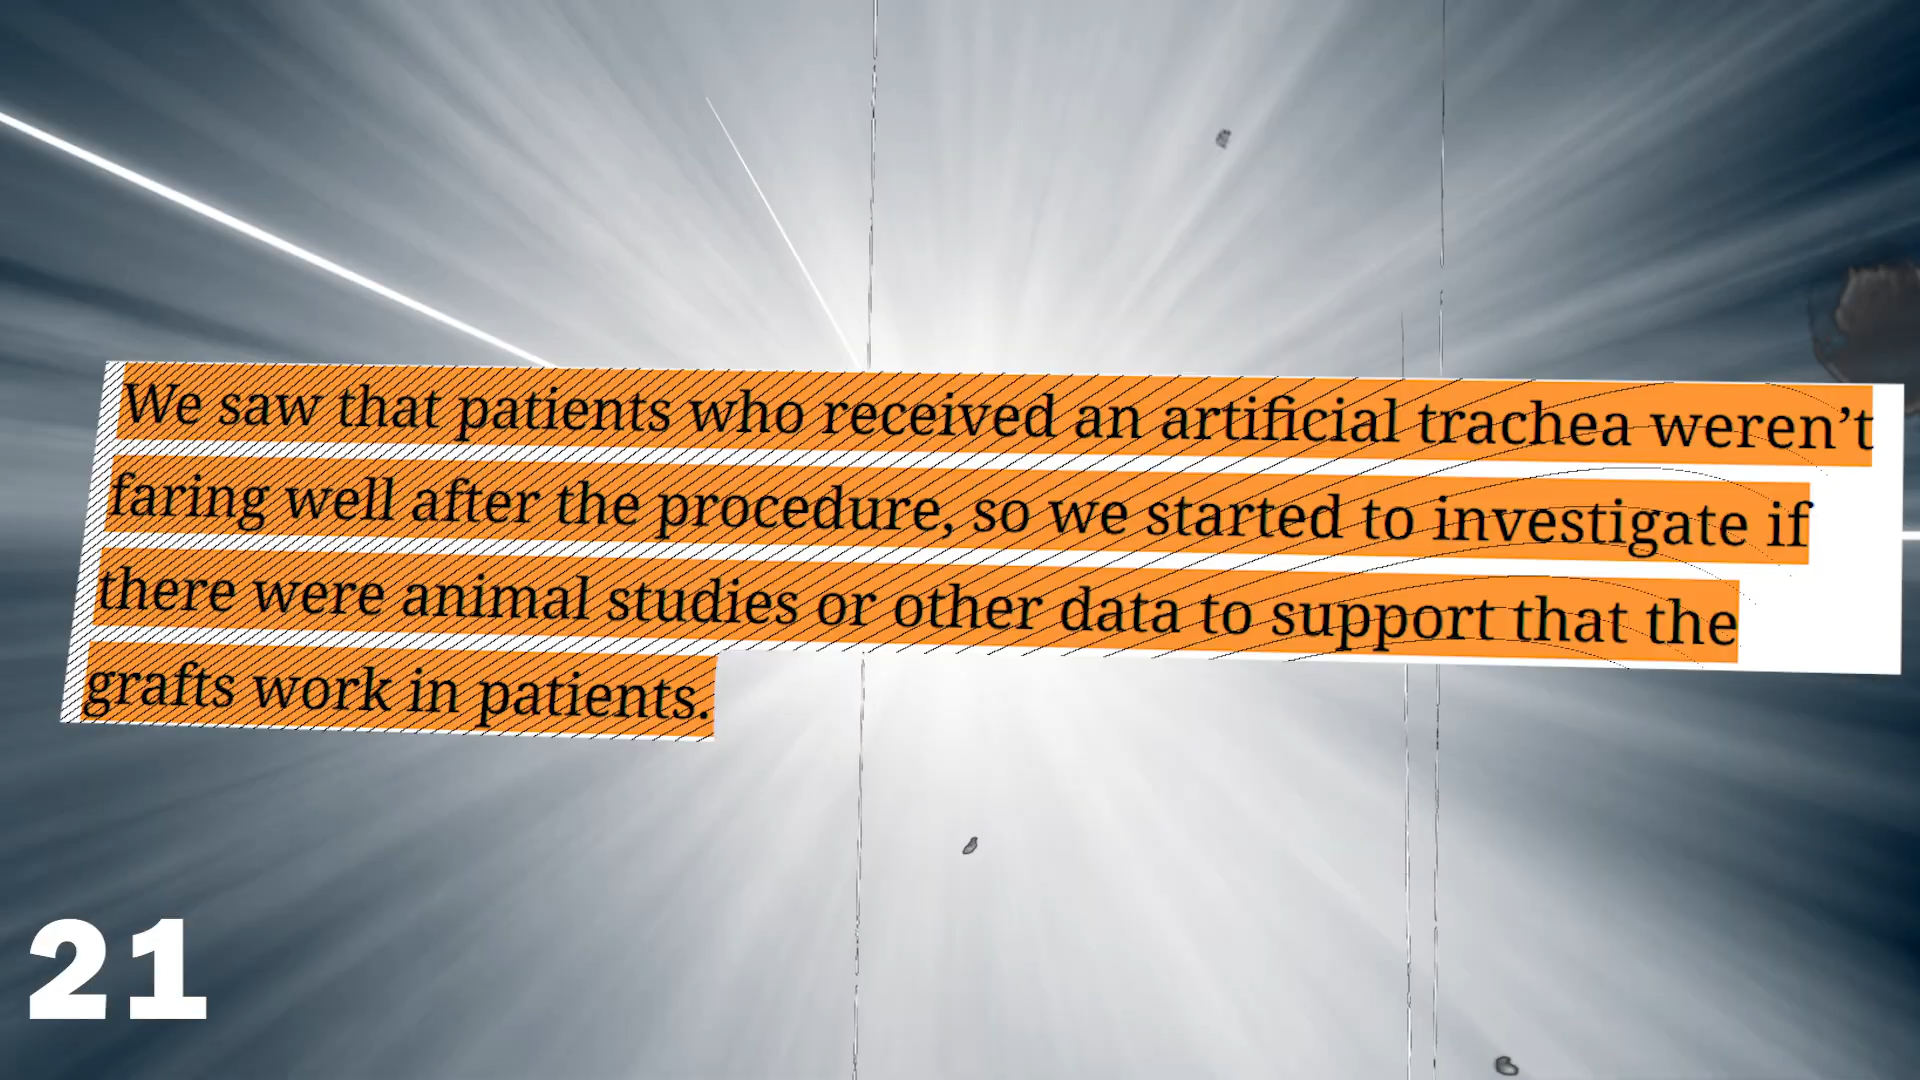 We saw that patients who received an artificial trachea weren’t
faring well after the procedure, so we started to investigate if
there were animal studies or other data to support that the
grafts work in patients.
21